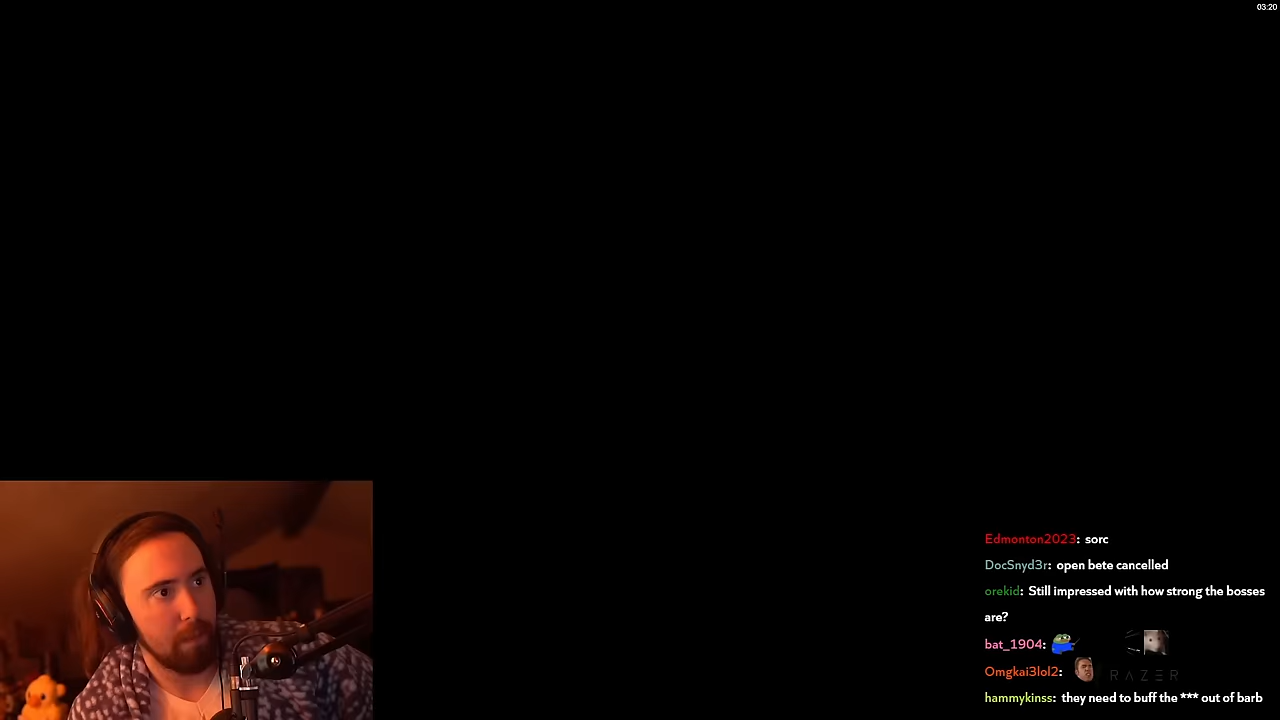 03:20
Edmonton2023: sorc
DocSnyd3r: open bete cancelled
orekid: Still impressed with how strong the bosses
are?
bat_1904:
Omgkai3lol2:
RAZER
hammykinss: they need to buff the *** out of barb